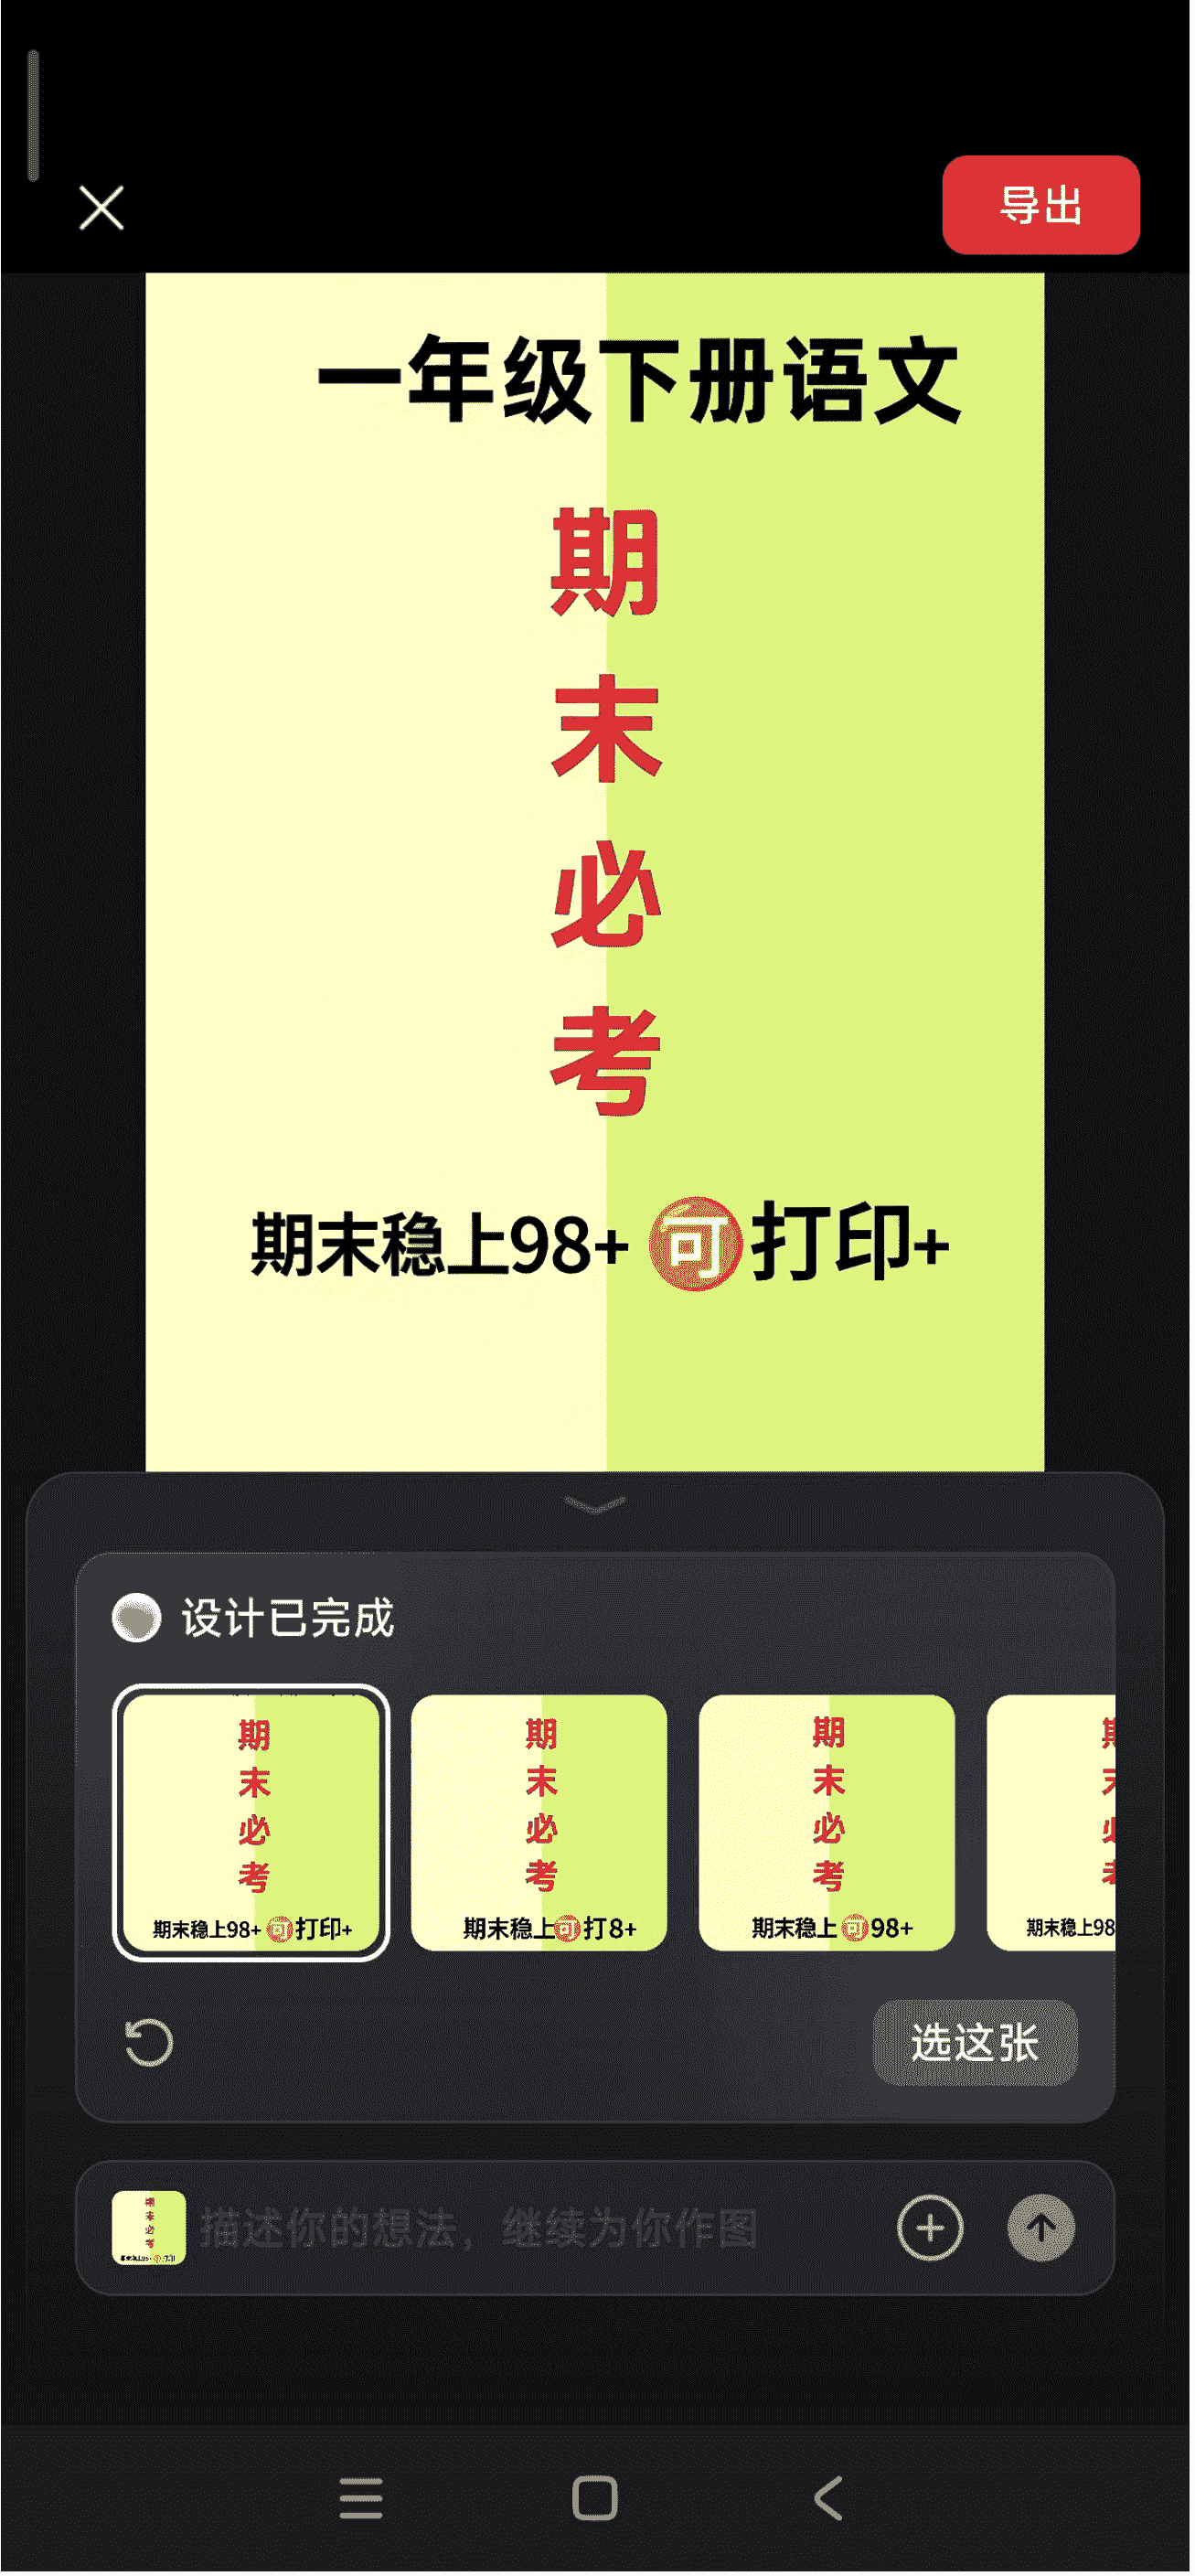 导出
一年级下册语文
期
末
必
考
期末稳上98+ 可打印+
设计已完成
期
末
必
考
期末稳上98+ 可打印+
期
末
必
考
期末稳上可打8+
期
末
必
考
期末稳上 可98+
期末稳上98
选这张
期
末
必
考
描述你的想法，继续为你作图